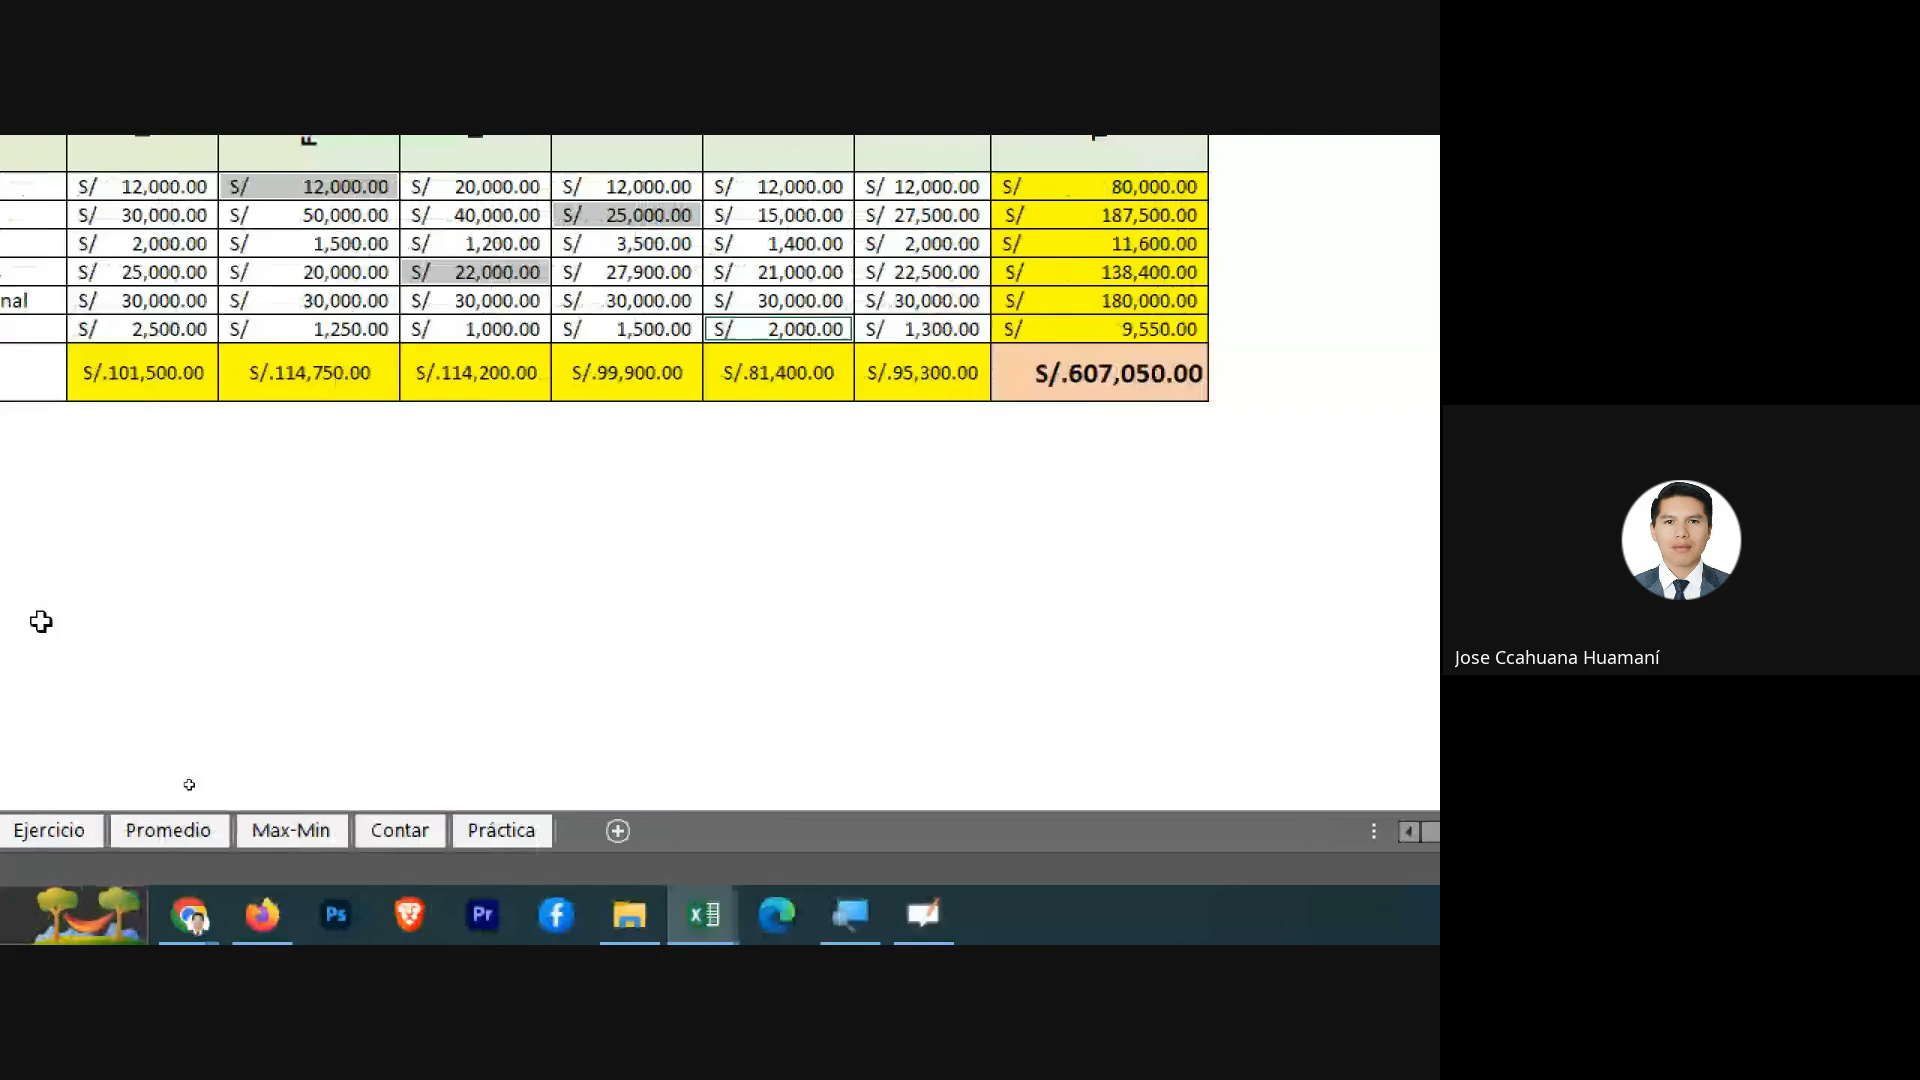 S/ 12,000.00 S/ 12,000.00 S/ 20,000.00 S/ 12,000.00 S/ 12,000.00 S/ 12,000.00 S/ 80,000.00
S/ 30,000.00 S/ 50,000.00 S/ 40,000.00 S/ 25,000.00 S/ 15,000.00 S/ 27,500.00 S/ 187,500.00
S/ 2,000.00 S/ 1,500.00 S/ 1,200.00 S/ 3,500.00 S/ 1,400.00 S/ 2,000.00 S/ 11,600.00
S/ 25,000.00 S/ 20,000.00 S/ 22,000.00 S/ 27,900.00 S/ 21,000.00 S/ 22,500.00 S/ 138,400.00
nal S/ 30,000.00 S/ 30,000.00 S/ 30,000.00 S/ 30,000.00 S/ 30,000.00 S/ 30,000.00 S/ 180,000.00
S/ 2,500.00 S/ 1,250.00 S/ 1,000.00 S/ 1,500.00 S/ 2,000.00 S/ 1,300.00 S/ 9,550.00
S/.101,500.00 S/.114,750.00 S/.114,200.00 S/.99,900.00 S/.81,400.00 S/.95,300.00 S/.607,050.00
Jose Ccahuana Huamaní
Ejercicio Promedio Max-Min Contar Práctica
Ps Pr